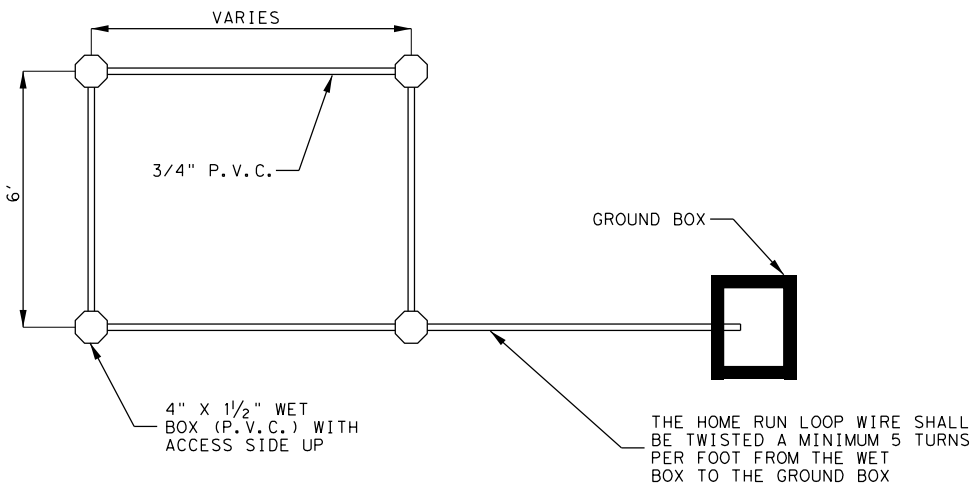 VARIES
3/4" P.V.C.
6'
GROUND BOX
4" X 1½" WET
BOX (P.V.C.) WITH
ACCESS SIDE UP
THE HOME RUN LOOP WIRE SHALL
BE TWISTED A MINIMUM 5 TURNS
PER FOOT FROM THE WET
BOX TO THE GROUND BOX